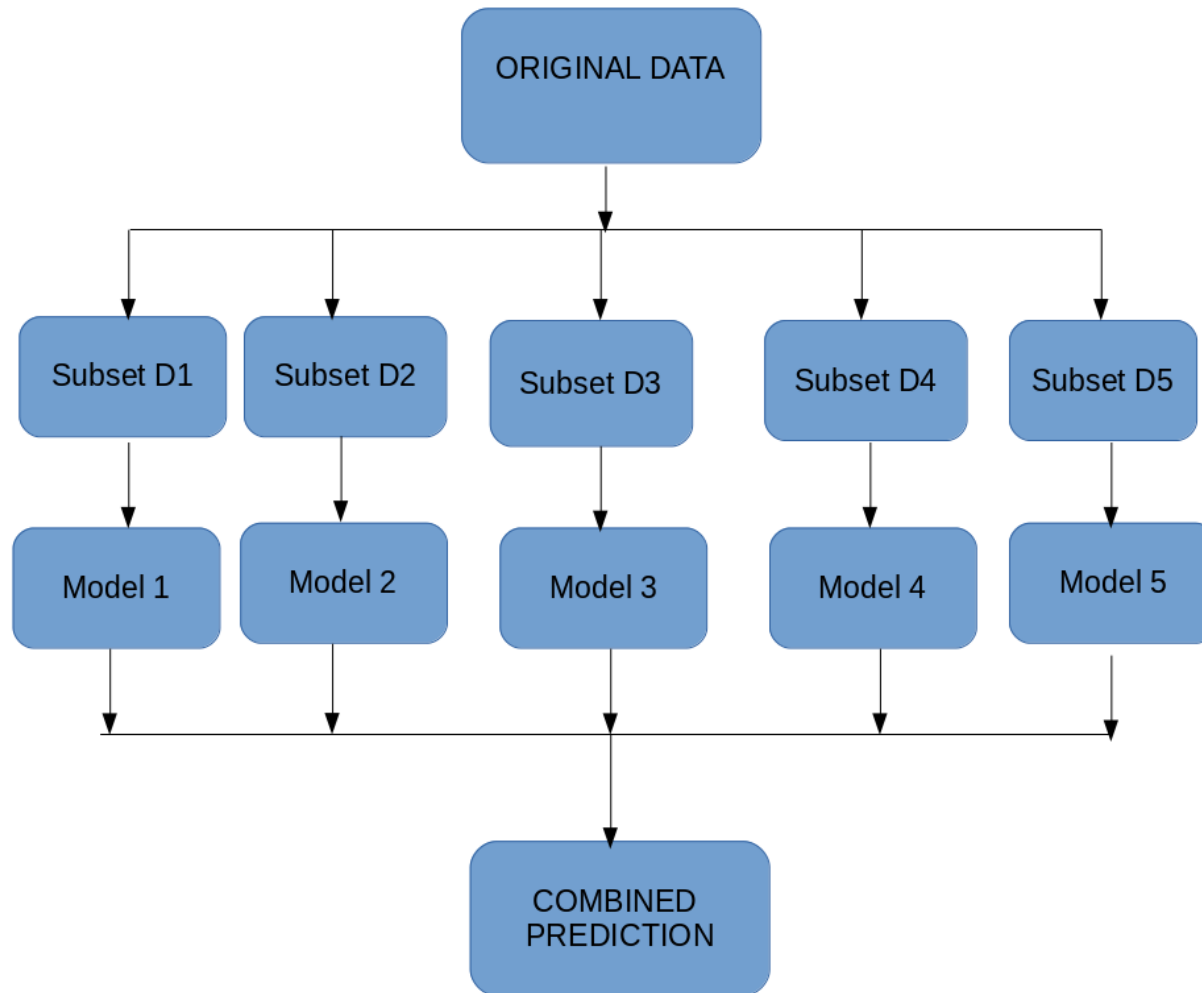 ORIGINAL DATA
Subset D1
Subset D2
Subset D3
Subset D4
Subset D5
Model 1
Model 2
Model 3
Model 4
Model 5
COMBINED
PREDICTION